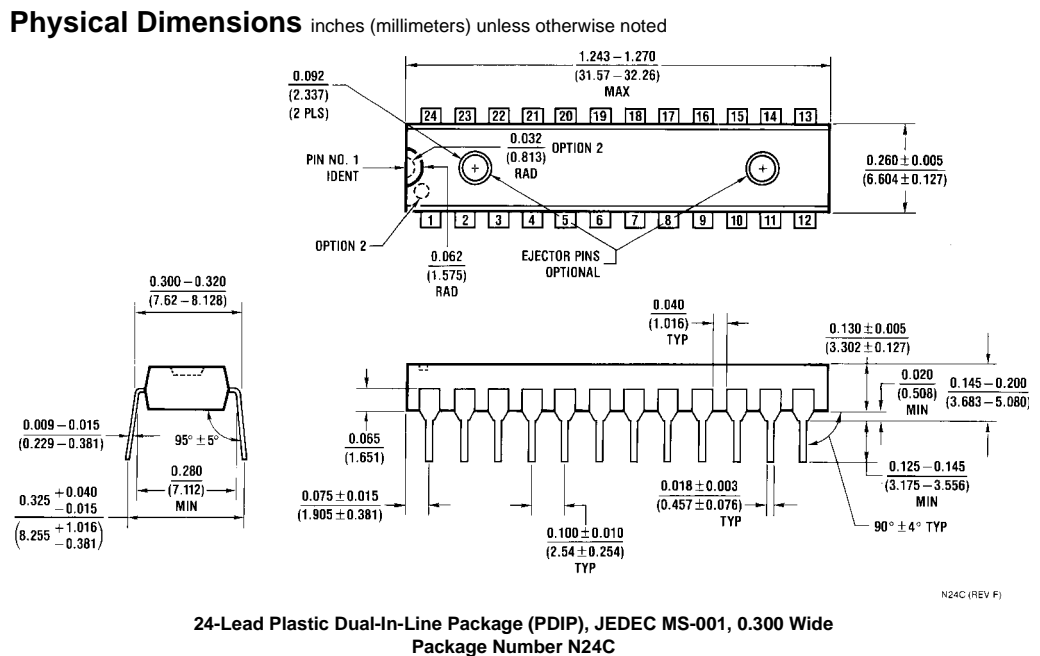 Physical Dimensions inches (millimeters) unless otherwise noted
1.243 – 1.270
(31.57 – 32.26)
MAX
0.092
(2.337)
(2 PLS)
24 23 22 21 20 19 18 17 16 15 14 13
0.032
(0.813)
RAD
OPTION 2
PIN NO. 1
IDENT
0.260 ± 0.005
(6.604 ± 0.127)
1 2 3 4 5 6 7 8 9 10 11 12
OPTION 2
0.062
(1.575)
RAD
EJECTOR PINS
OPTIONAL
0.300 – 0.320
(7.62 – 8.128)
0.040
(1.016)
TYP
0.130 ± 0.005
(3.302 ± 0.127)
0.020
(0.508)
MIN
0.145 – 0.200
(3.683 – 5.080)
0.009 – 0.015
(0.229 – 0.381)
95° ± 5°
0.280
(7.112)
MIN
0.065
(1.651)
0.325 +0.040
−0.015
(8.255 +1.016
−0.381)
0.075 ± 0.015
(1.905 ± 0.381)
0.018 ± 0.003
(0.457 ± 0.076)
TYP
0.125 – 0.145
(3.175 – 3.556)
MIN
0.100 ± 0.010
(2.54 ± 0.254)
TYP
90° ± 4° TYP
N24C (REV F)
24-Lead Plastic Dual-In-Line Package (PDIP), JEDEC MS-001, 0.300 Wide
Package Number N24C